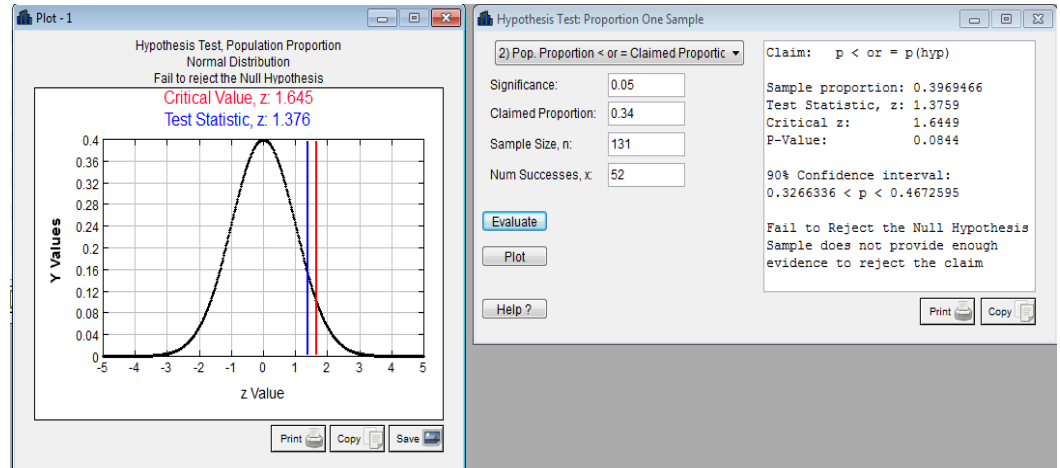 Plot - 1
Hypothesis Test, Population Proportion
Normal Distribution
Fail to reject the Null Hypothesis
Critical Value, z: 1.645
Test Statistic, z: 1.376
0.4
0.36
0.32
0.28
0.24
0.2
0.16
0.12
0.08
0.04
0
Y Values
-5 -4 -3 -2 -1 0 1 2 3 4 5
z Value
Print Copy Save
Hypothesis Test: Proportion One Sample
2) Pop. Proportion < or = Claimed Proportic
Significance: 0.05
Claimed Proportion: 0.34
Sample Size, n: 131
Num Successes, x: 52
Evaluate
Plot
Help ?
Claim: p < or = p(hyp)
Sample proportion: 0.3969466
Test Statistic, z: 1.3759
Critical z: 1.6449
P-Value: 0.0844
90% Confidence interval:
0.3266336 < p < 0.4672595
Fail to Reject the Null Hypothesis
Sample does not provide enough
evidence to reject the claim
Print Copy